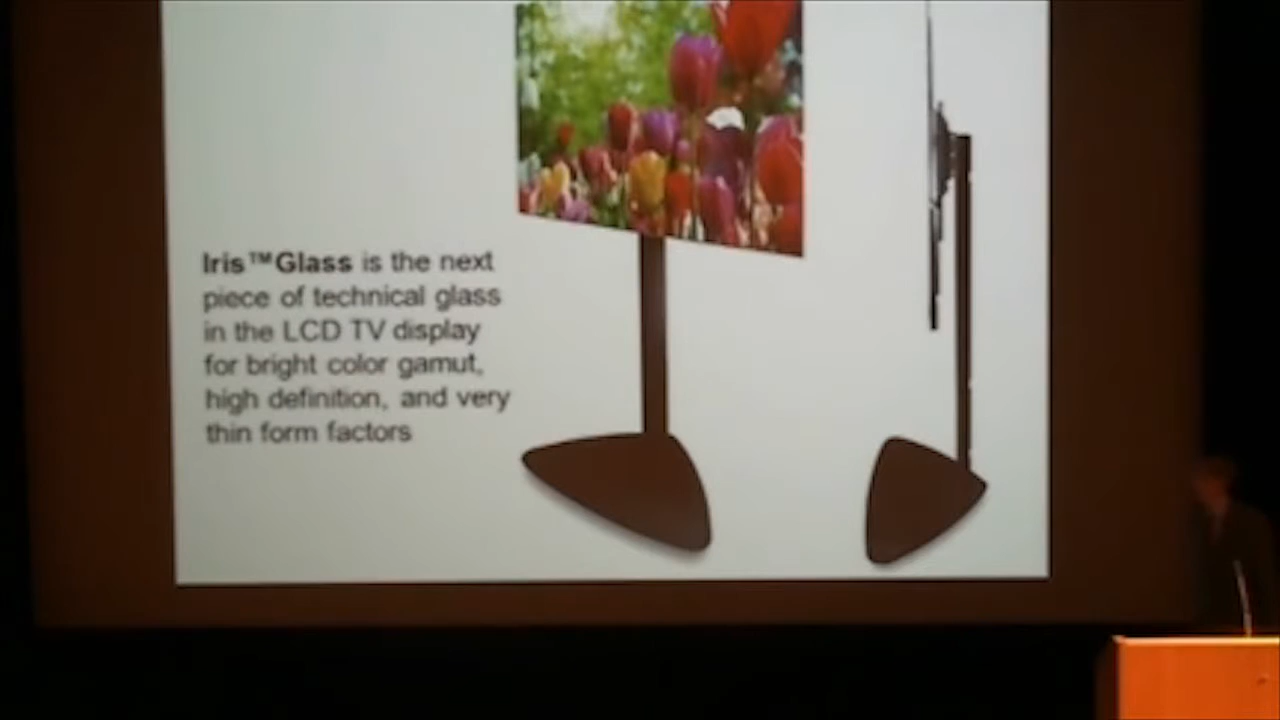 Iris™Glass is the next
piece of technical glass
in the LCD TV display
for bright color gamut,
high definition, and very
thin form factors